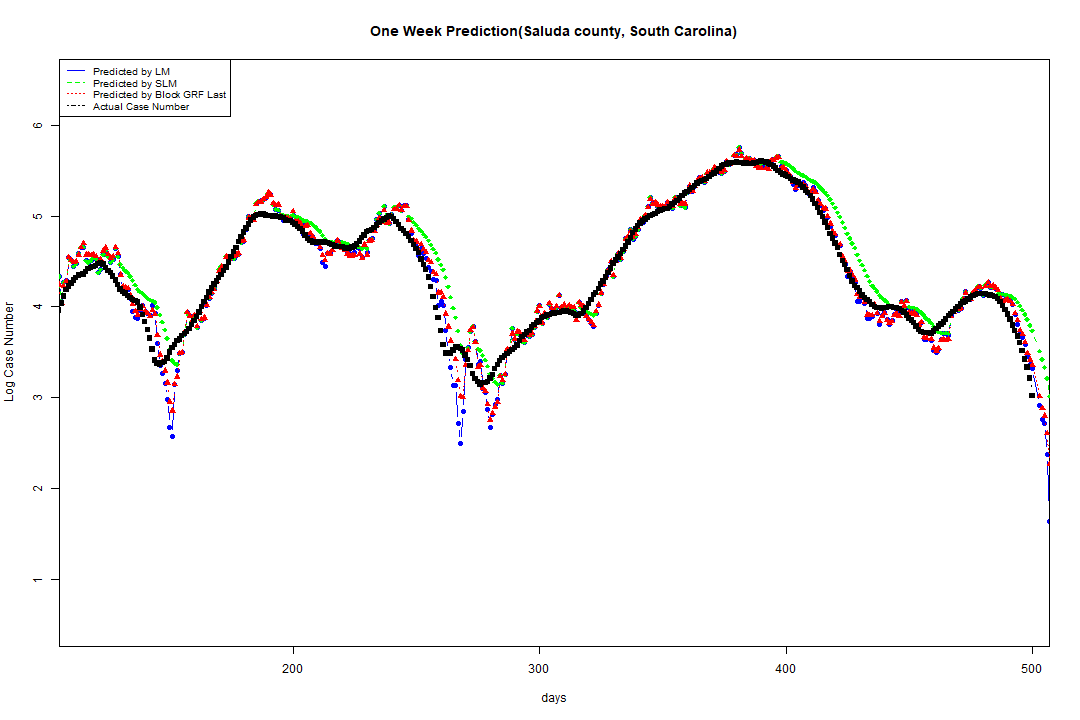 One Week Prediction(Saluda county, South Carolina)
Predicted by LM
Predicted by SLM
Predicted by Block GRF Last
Actual Case Number
6
5
4
3
2
1
Log Case Number
200 300 400 500
days